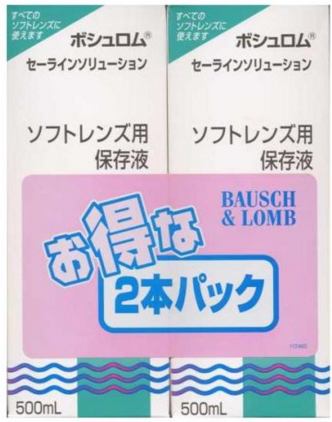 すべての
ソフトレンズに
使えます
ボシュロム®
セーラインソリューション
ソフトレンズ用
保存液
すべての
ソフトレンズに
使えます
ボシュロム®
セーラインソリューション
ソフトレンズ用
保存液
BAUSCH
& LOMB
お得な
2本パック
500mL
500mL